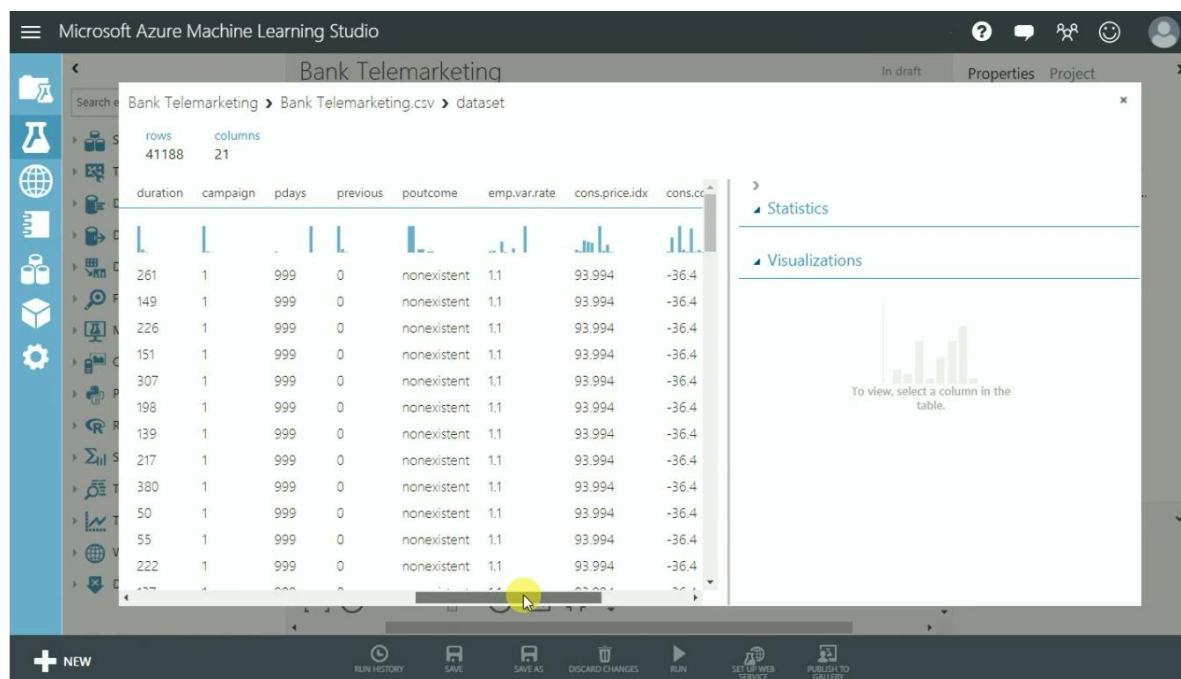 Microsoft Azure Machine Learning Studio
Bank Telemarketing
In draft
Properties Project
Search e
Bank Telemarketing > Bank Telemarketing.csv > dataset
rows columns
41188 21
duration campaign pdays previous poutcome emp.var.rate cons.price.idx cons.cc
261 1 999 0 nonexistent 1.1 93.994 -36.4
149 1 999 0 nonexistent 1.1 93.994 -36.4
226 1 999 0 nonexistent 1.1 93.994 -36.4
151 1 999 0 nonexistent 1.1 93.994 -36.4
307 1 999 0 nonexistent 1.1 93.994 -36.4
198 1 999 0 nonexistent 1.1 93.994 -36.4
139 1 999 0 nonexistent 1.1 93.994 -36.4
217 1 999 0 nonexistent 1.1 93.994 -36.4
380 1 999 0 nonexistent 1.1 93.994 -36.4
50 1 999 0 nonexistent 1.1 93.994 -36.4
55 1 999 0 nonexistent 1.1 93.994 -36.4
222 1 999 0 nonexistent 1.1 93.994 -36.4
Statistics
Visualizations
To view, select a column in the
table.
NEW
RUN HISTORY
SAVE
SAVE AS
DISCARD CHANGES
RUN
SET UP WEB
SERVICE
PUBLISH TO
GALLERY